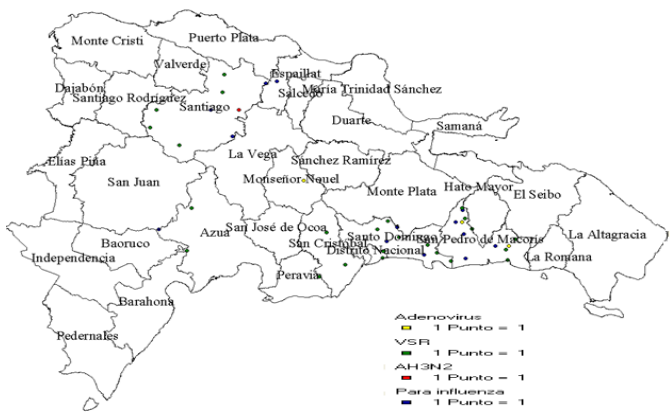 Puerto Plata
Monte Cristi
Valverde
Espaillat
Dajabón
Santiago Rodríguez
Santiago
Salcedo
María Trinidad Sánchez
Duarte
Samaná
La Vega
Elías Piña
Sánchez Ramírez
San Juan
Monseñor Nouel
Monte Plata
Hato Mayor
El Seibo
Azua
San José de Ocoa
San Cristóbal
Santo Domingo
San Pedro de Macorís
La Altagracia
Baoruco
Distrito Nacional
Independencia
La Romana
Peravia
Barahona
Pedernales
Adenovirus
1 Punto = 1
VSR
1 Punto = 1
AH3N2
1 Punto = 1
Para influenza
1 Punto = 1